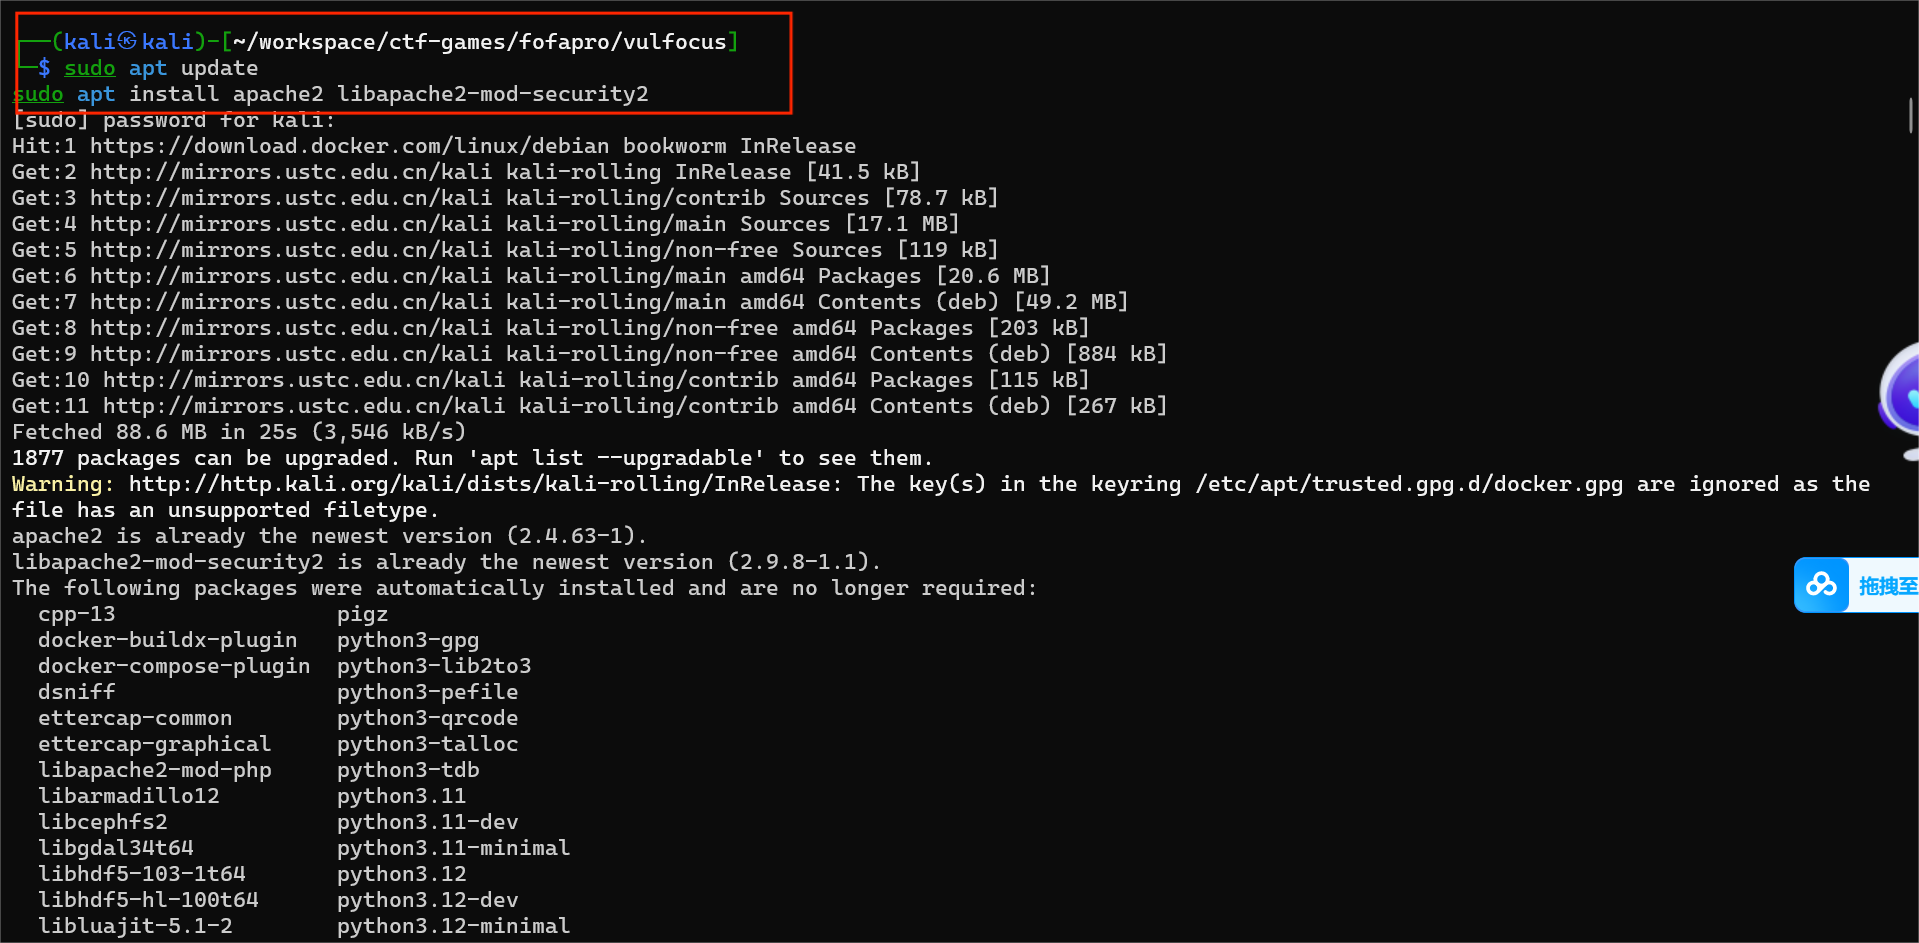 ┌──(kali㉿kali)-[~/workspace/ctf-games/fofapro/vulfocus]
└─$ sudo apt update
sudo apt install apache2 libapache2-mod-security2
[sudo] password for kali:
Hit:1 https://download.docker.com/linux/debian bookworm InRelease
Get:2 http://mirrors.ustc.edu.cn/kali kali-rolling InRelease [41.5 kB]
Get:3 http://mirrors.ustc.edu.cn/kali kali-rolling/contrib Sources [78.7 kB]
Get:4 http://mirrors.ustc.edu.cn/kali kali-rolling/main Sources [17.1 MB]
Get:5 http://mirrors.ustc.edu.cn/kali kali-rolling/non-free Sources [119 kB]
Get:6 http://mirrors.ustc.edu.cn/kali kali-rolling/main amd64 Packages [20.6 MB]
Get:7 http://mirrors.ustc.edu.cn/kali kali-rolling/main amd64 Contents (deb) [49.2 MB]
Get:8 http://mirrors.ustc.edu.cn/kali kali-rolling/non-free amd64 Packages [203 kB]
Get:9 http://mirrors.ustc.edu.cn/kali kali-rolling/non-free amd64 Contents (deb) [884 kB]
Get:10 http://mirrors.ustc.edu.cn/kali kali-rolling/contrib amd64 Packages [115 kB]
Get:11 http://mirrors.ustc.edu.cn/kali kali-rolling/contrib amd64 Contents (deb) [267 kB]
Fetched 88.6 MB in 25s (3,546 kB/s)
1877 packages can be upgraded. Run 'apt list --upgradable' to see them.
Warning: http://http.kali.org/kali/dists/kali-rolling/InRelease: The key(s) in the keyring /etc/apt/trusted.gpg.d/docker.gpg are ignored as the
file has an unsupported filetype.
apache2 is already the newest version (2.4.63-1).
libapache2-mod-security2 is already the newest version (2.9.8-1.1).
The following packages were automatically installed and are no longer required:
cpp-13 pigz
docker-buildx-plugin python3-gpg
docker-compose-plugin python3-lib2to3
dsniff python3-pefile
ettercap-common python3-qrcode
ettercap-graphical python3-talloc
libapache2-mod-php python3-tdb
libarmadillo12 python3.11
libcephfs2 python3.11-dev
libgdal34t64 python3.11-minimal
libhdf5-103-1t64 python3.12
libhdf5-hl-100t64 python3.12-dev
libluajit-5.1-2 python3.12-minimal
拖拽至